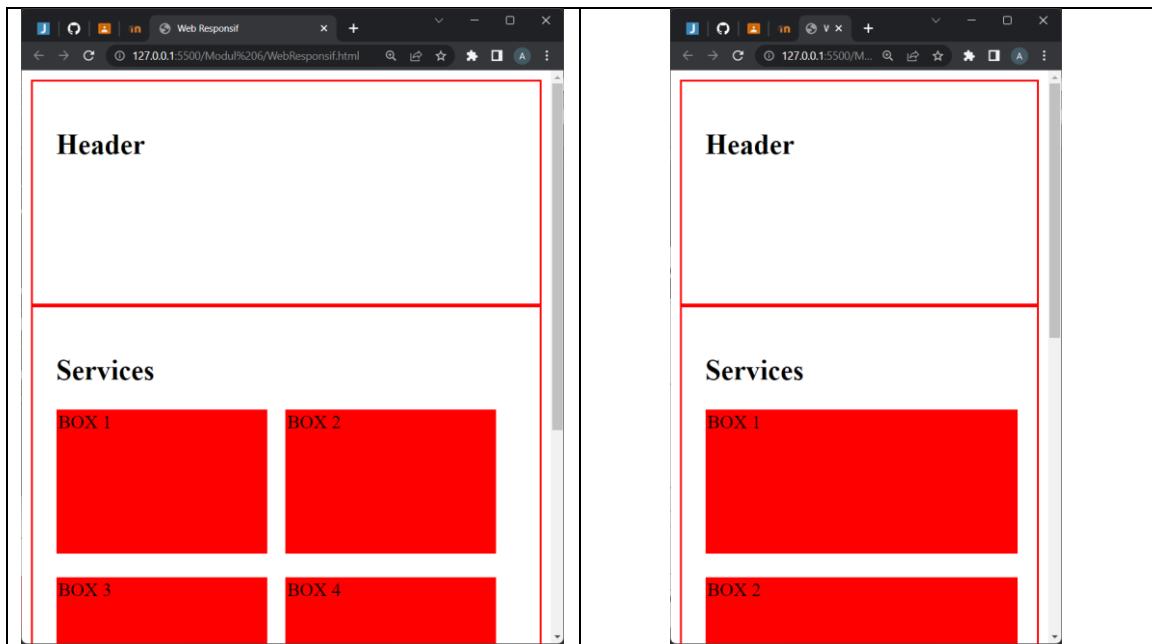 Web Responsif
127.0.0.1:5500/Modul%206/WebResponsif.html
A
Header
Services
BOX 1
BOX 2
BOX 3
BOX 4
127.0.0.1:5500/M...
A
Header
Services
BOX 1
BOX 2